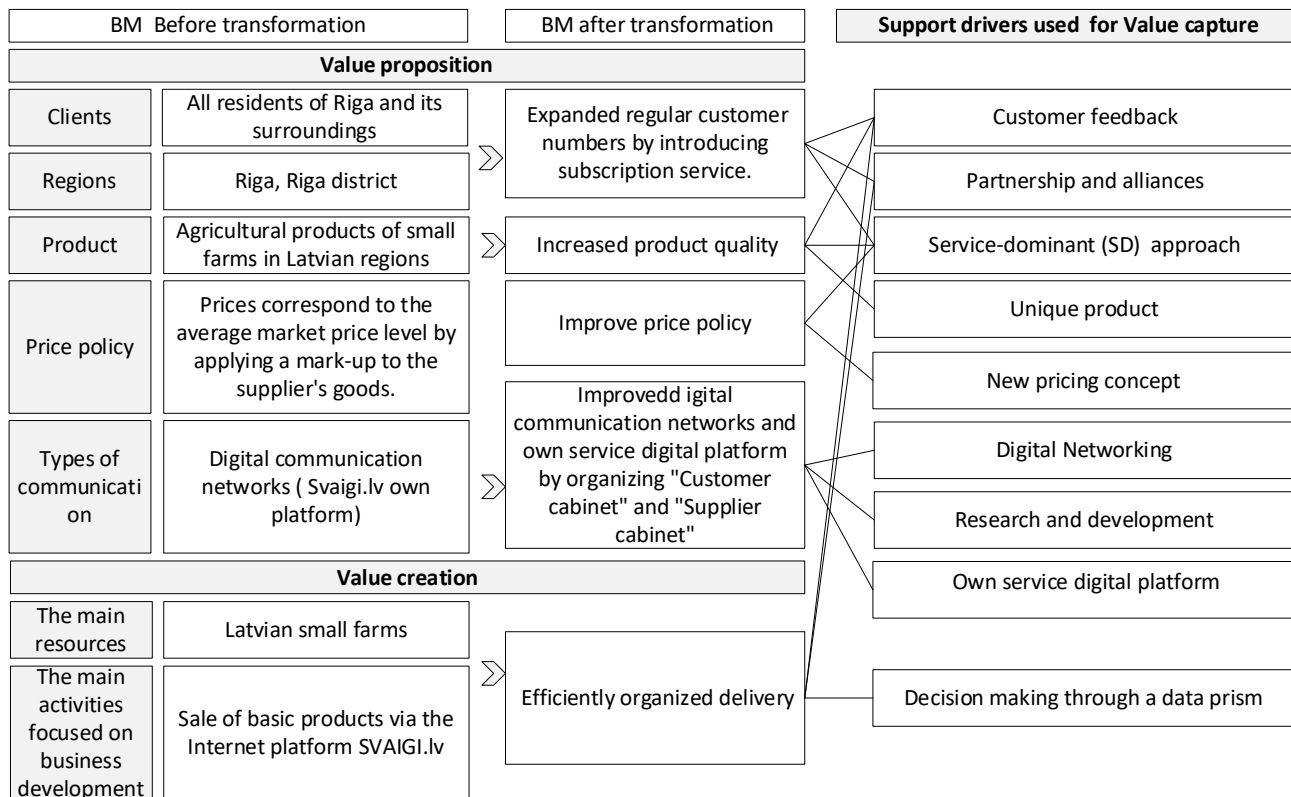 BM Before transformation
BM after transformation
Support drivers used for Value capture
Value proposition
Clients
All residents of Riga and its
surroundings
Regions
Riga, Riga district
Expanded regular customer
numbers by introducing
subscription service.
Product
Agricultural products of small
farms in Latvian regions
Increased product quality
Price policy
Prices correspond to the
average market price level by
applying a mark-up to the
supplier's goods.
Improve price policy
Types of
communicati
on
Digital communication
networks ( Svaigi.lv own
platform)
Improvedd igital
communication networks and
own service digital platform
by organizing "Customer
cabinet" and "Supplier
cabinet"
Value creation
The main
resources
Latvian small farms
The main
activities
focused on
business
development
Sale of basic products via the
Internet platform SVAIGI.lv
Efficiently organized delivery
Customer feedback
Partnership and alliances
Service-dominant (SD) approach
Unique product
New pricing concept
Digital Networking
Research and development
Own service digital platform
Decision making through a data prism